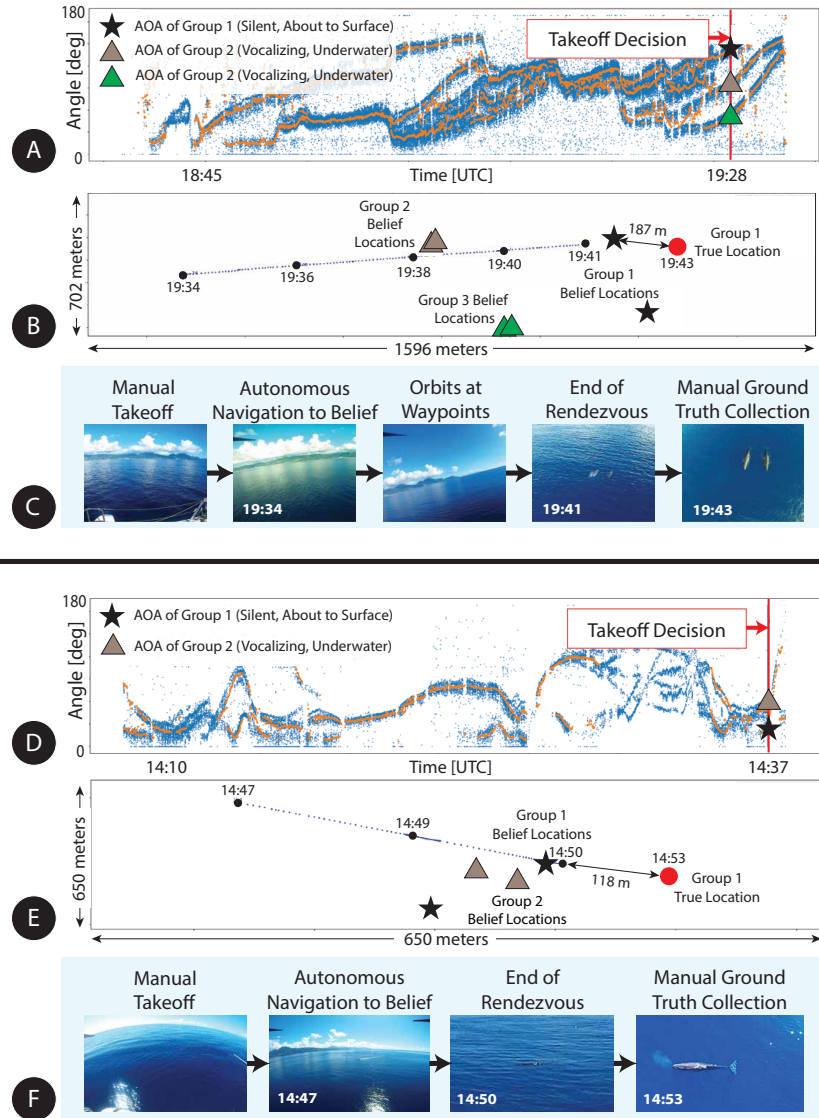 A
Angle [deg]
180
0
AOA of Group 1 (Silent, About to Surface)
AOA of Group 2 (Vocalizing, Underwater)
AOA of Group 2 (Vocalizing, Underwater)
Takeoff Decision
18:45
Time [UTC]
19:28
B
702 meters
Group 2
Belief
Locations
187 m
Group 1
True Location
19:34
19:36
19:38
19:40
19:41
19:43
Group 1
Belief Locations
Group 3 Belief
Locations
1596 meters
C
Manual
Takeoff
Autonomous
Navigation to Belief
Orbits at
Waypoints
End of
Rendezvous
Manual Ground
Truth Collection
19:34
19:41
19:43
D
Angle [deg]
180
0
AOA of Group 1 (Silent, About to Surface)
AOA of Group 2 (Vocalizing, Underwater)
Takeoff Decision
14:10
Time [UTC]
14:37
E
650 meters
14:47
14:49
Group 1
Belief Locations
14:50
14:53
118 m
Group 1
True Location
Group 2
Belief Locations
650 meters
F
Manual
Takeoff
Autonomous
Navigation to Belief
End of
Rendezvous
Manual Ground
Truth Collection
14:47
14:50
14:53